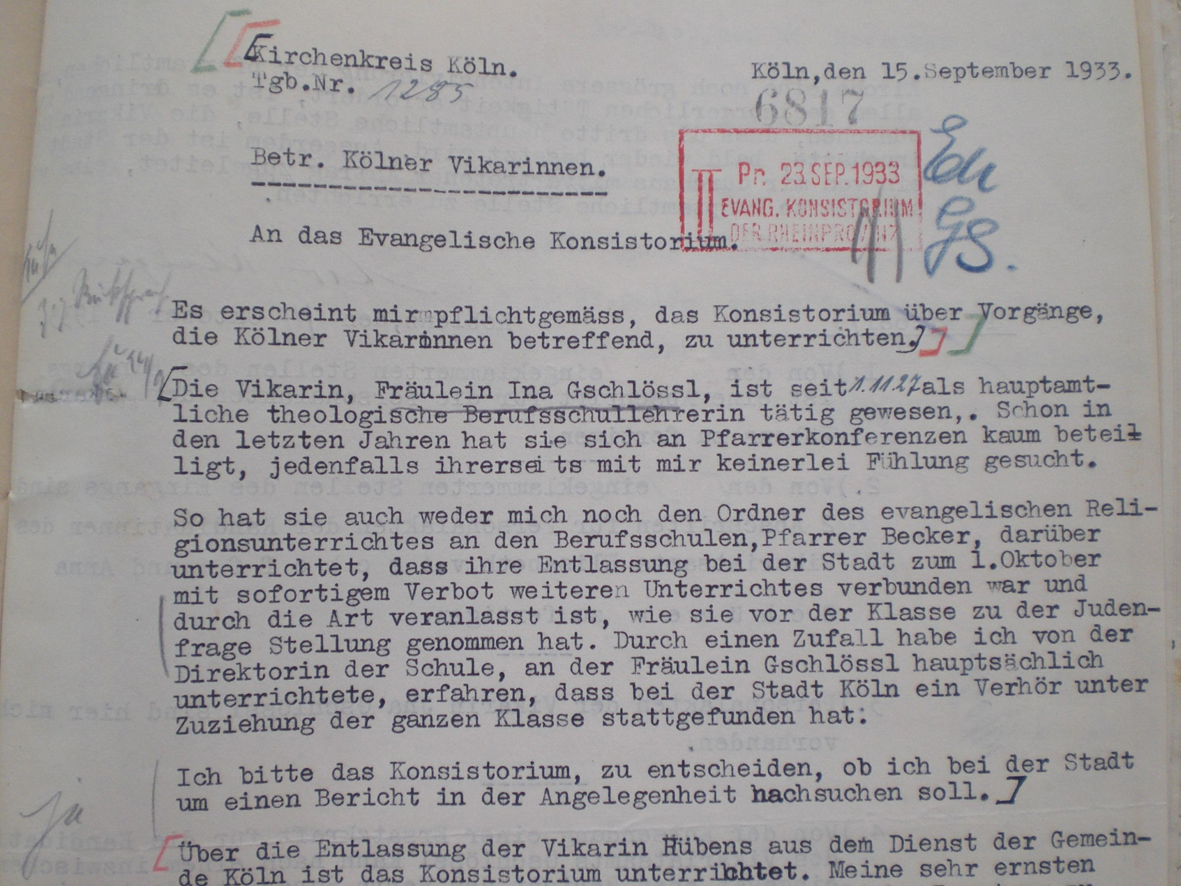 Kirchenkreis Köln.
Tgb.Nr. 1285
Köln,den 15.September 1933.
6817
Betr. Kölner Vikarinnen.
Pr. 23.SEP.1933
EVANG. KONSISTORIUM
DER RHEINPROVINZ
II
GS.
An das Evangelische Konsistorium.
Es erscheint mir pflichtgemäss, das Konsistorium über Vorgänge,
die Kölner Vikarinnen betreffend, zu unterrichten.
Die Vikarin, Fräulein Ina Gschlössl, ist seit 1.11.27 als hauptamt-
liche theologische Berufsschullehrerin tätig gewesen,. Schon in
den letzten Jahren hat sie sich an Pfarrerkonferenzen kaum betei-
ligt, jedenfalls ihrerseits mit mir keinerlei Fühlung gesucht.
So hat sie auch weder mich noch den Ordner des evangelischen Reli-
gionsunterrichtes an den Berufsschulen,Pfarrer Becker, darüber
unterrichtet, dass ihre Entlassung bei der Stadt zum 1.Oktober
mit sofortigem Verbot weiteren Unterrichtes verbunden war und
durch die Art veranlasst ist, wie sie vor der Klasse zu der Juden-
frage Stellung genommen hat. Durch einen Zufall habe ich von der
Direktorin der Schule, an der Fräulein Gschlössl hauptsächlich
unterrichtete, erfahren, dass bei der Stadt Köln ein Verhör unter
Zuziehung der ganzen Klasse stattgefunden hat:
Ich bitte das Konsistorium, zu entscheiden, ob ich bei der Stadt
um einen Bericht in der Angelegenheit nachsuchen soll.
ja
Über die Entlassung der Vikarin Hübens aus dem Dienst der Gemein-
de Köln ist das Konsistorium unterrichtet. Meine sehr ernsten